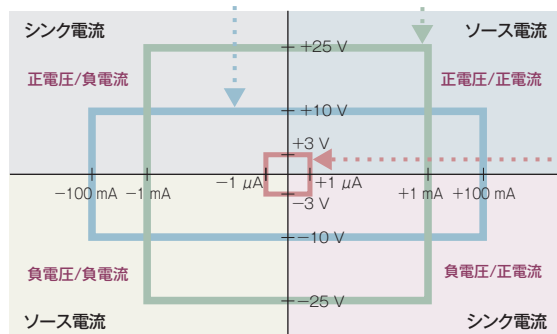 シンク電流
ソース電流
+25 V
正電圧/負電流
正電圧/正電流
+10 V
+3 V
−1 μA
+1 μA
−100 mA
−1 mA
+1 mA
+100 mA
−3 V
−10 V
負電圧/負電流
負電圧/正電流
−25 V
ソース電流
シンク電流